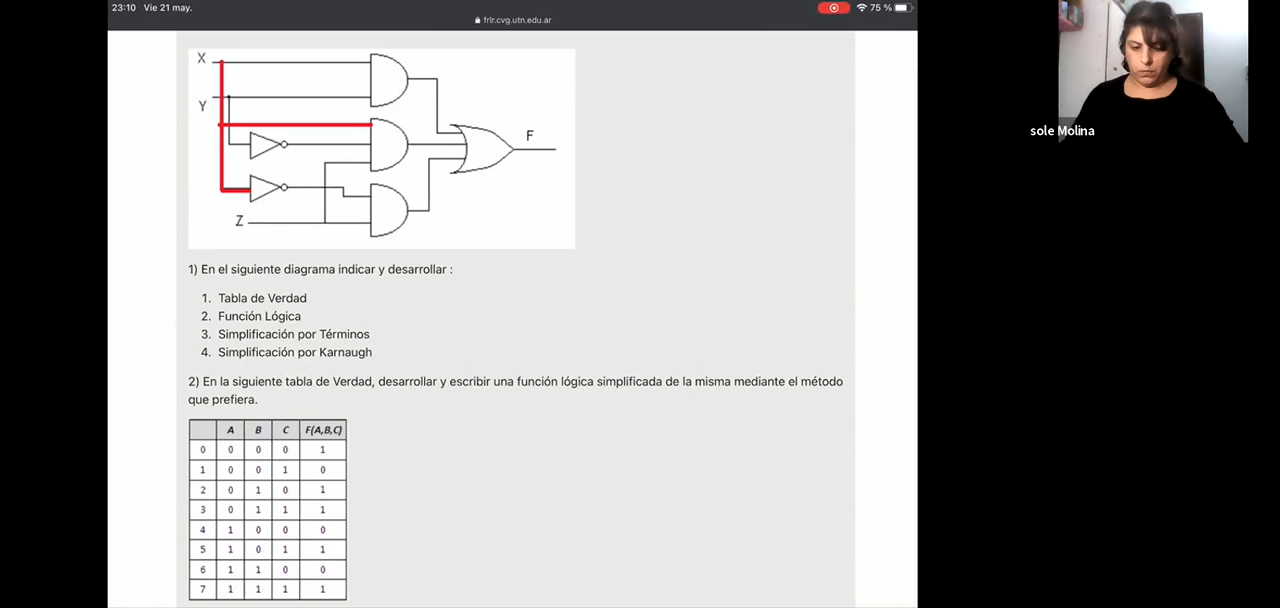 23:10 Vie 21 may.
75 %
frlr.cvg.utn.edu.ar
X
Y
Z
F
sole Molina
1) En el siguiente diagrama indicar y desarrollar :
1. Tabla de Verdad
2. Función Lógica
3. Simplificación por Términos
4. Simplificación por Karnaugh
2) En la siguiente tabla de Verdad, desarrollar y escribir una función lógica simplificada de la misma mediante el método
que prefiera.
A B C F(A,B,C)
0 0 0 0 1
1 0 0 1 0
2 0 1 0 1
3 0 1 1 1
4 1 0 0 0
5 1 0 1 1
6 1 1 0 0
7 1 1 1 1